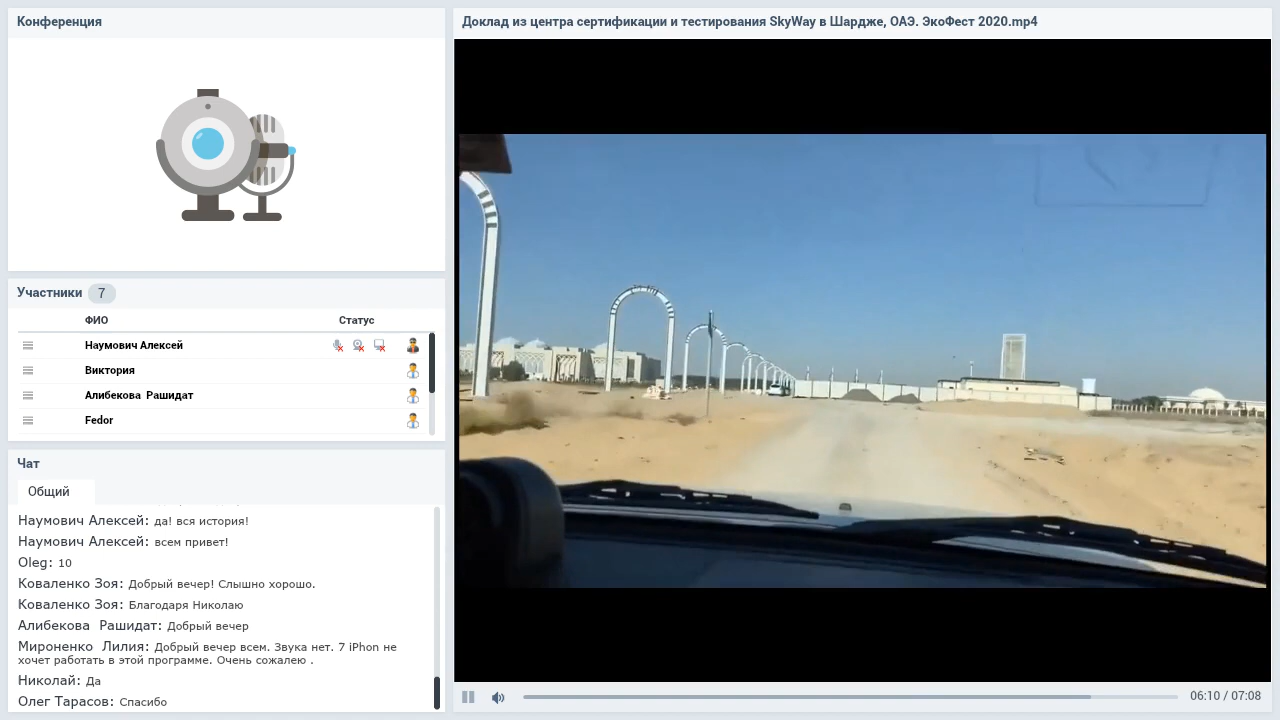 Конференция
Доклад из центра сертификации и тестирования SkyWay в Шардже, ОАЭ. ЭкоФест 2020.mp4
Участники 7
ФИО Статус
Наумович Алексей
Виктория
Алибекова Рашидат
Fedor
Чат
Общий
Наумович Алексей: да! вся история!
Наумович Алексей: всем привет!
Oleg: 10
Коваленко Зоя: Добрый вечер! Слышно хорошо.
Коваленко Зоя: Благодаря Николаю
Алибекова Рашидат: Добрый вечер
Мироненко Лилия: Добрый вечер всем. Звука нет. 7 iPhon не
хочет работать в этой программе. Очень сожалею .
Николай: Да
Олег Тарасов: Спасибо
06:10 / 07:08